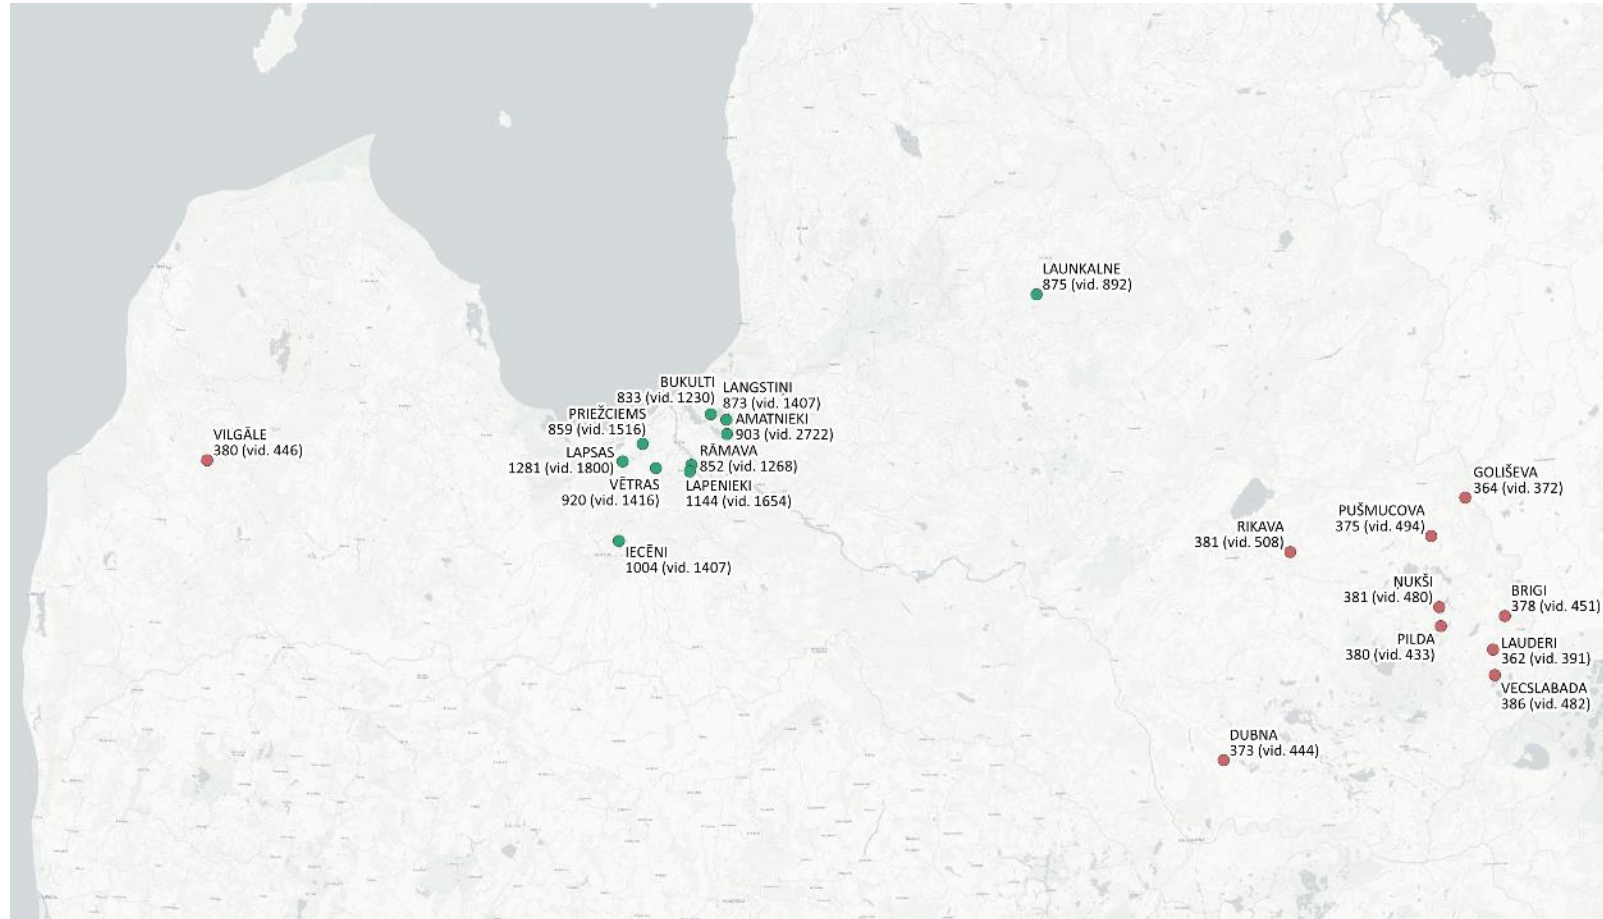 LAUNKALNE
875 (vid. 892)
BUKULTI
833 (vid. 1230)
LANGSTIŅI
873 (vid. 1407)
PRIEŽCIEMS
859 (vid. 1516)
AMATNIEKI
903 (vid. 2722)
VILGĀLE
380 (vid. 446)
LAPSAS
1281 (vid. 1800)
RĀMAVA
852 (vid. 1268)
VĒTRAS
920 (vid. 1416)
LAPENIEKI
1144 (vid. 1654)
GOLIŠEVA
364 (vid. 372)
PUŠMUCOVA
375 (vid. 494)
RIKAVA
381 (vid. 508)
IECĒNI
1004 (vid. 1407)
ŅUKŠI
381 (vid. 480)
BRIGI
378 (vid. 451)
PILDA
380 (vid. 433)
LAUDERI
362 (vid. 391)
VECSLABADA
386 (vid. 482)
DUBNA
373 (vid. 444)